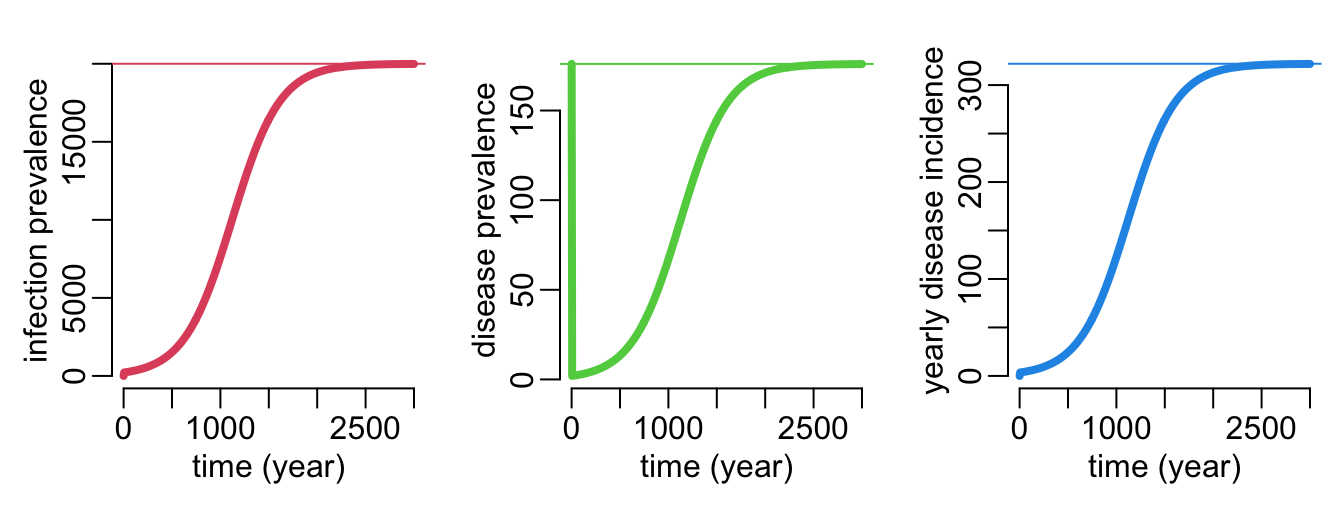 infection prevalence
0 5000 15000
0 1000 2500
time (year)
disease prevalence
0 50 100 150
0 1000 2500
time (year)
yearly disease incidence
0 100 200 300
0 1000 2500
time (year)